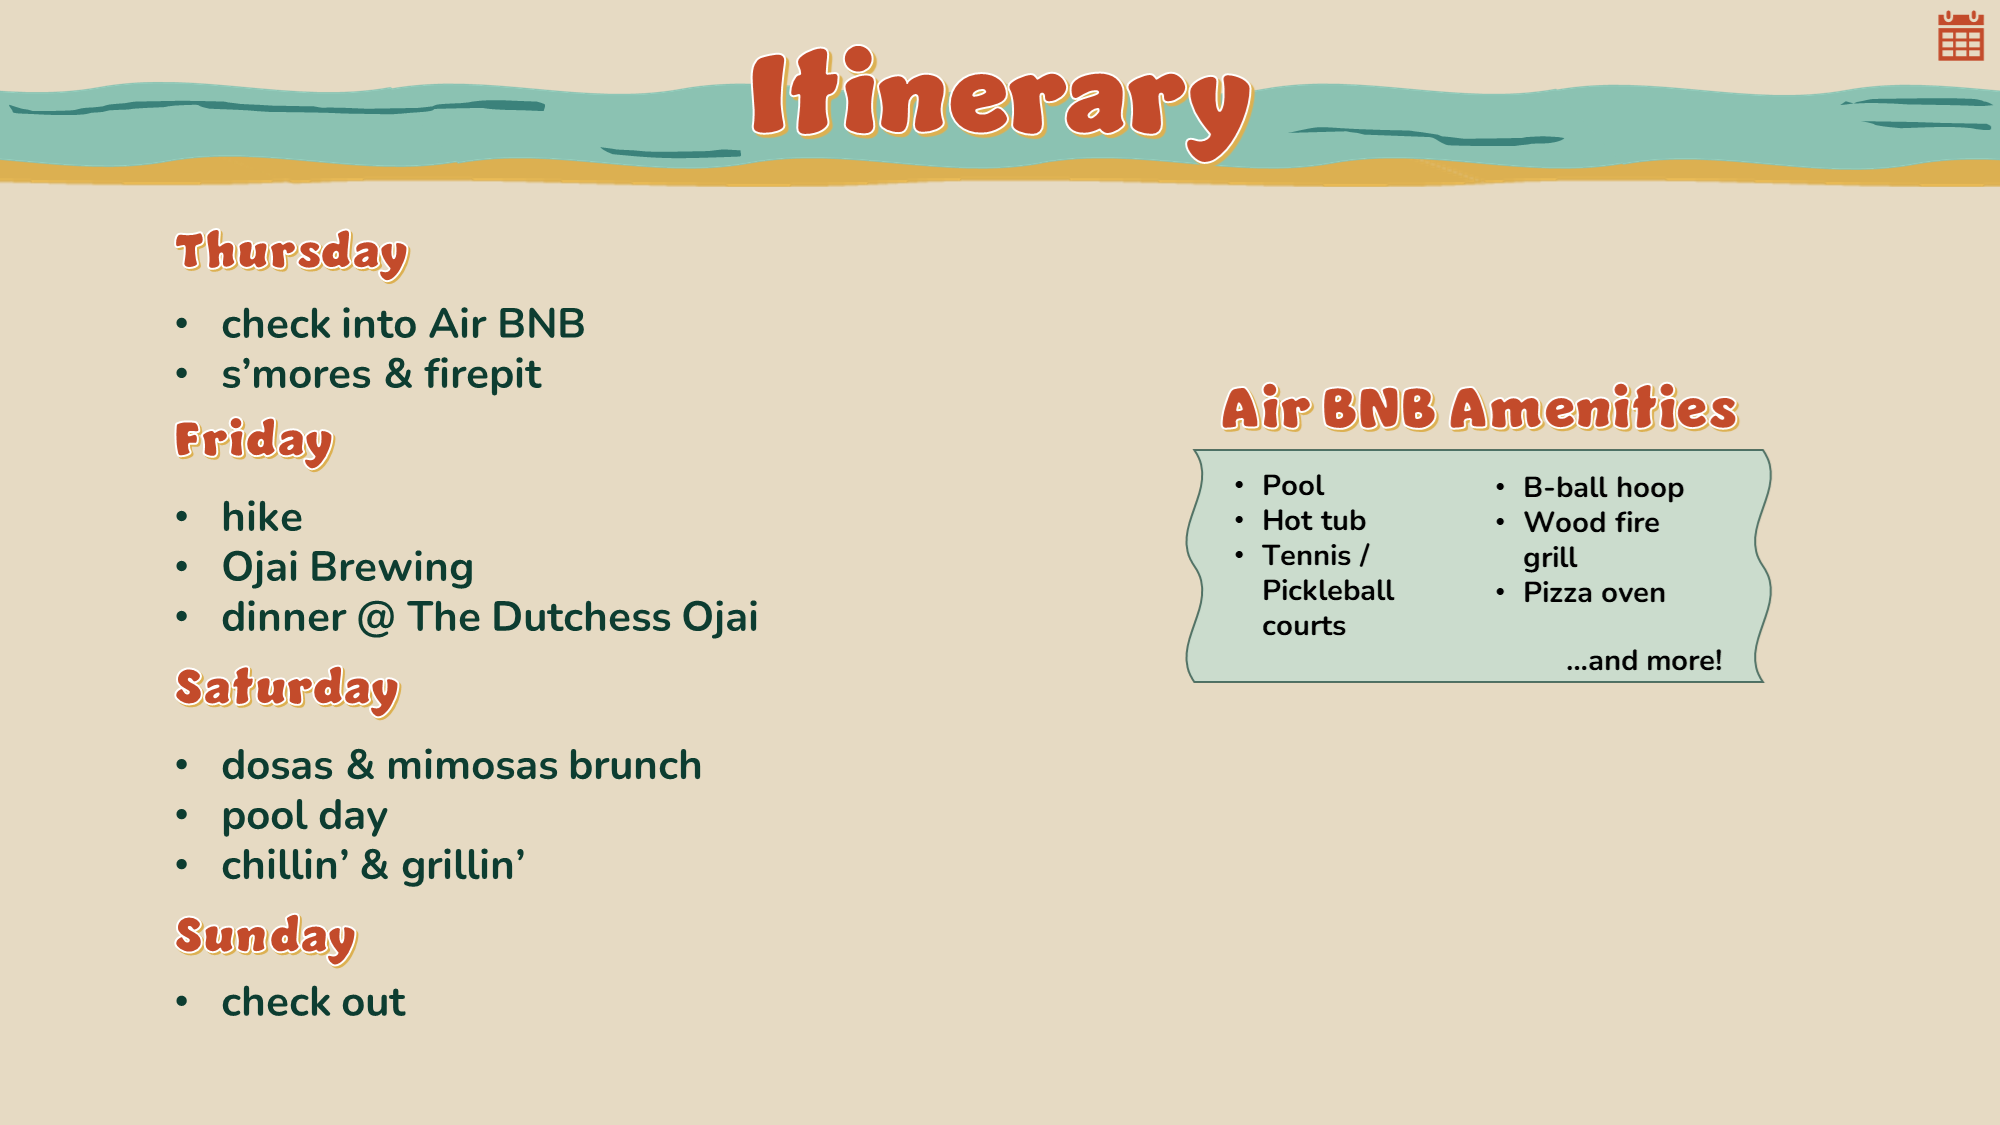 Itinerary
Thursday
• check into Air BNB
• s’mores & firepit
Friday
• hike
• Ojai Brewing
• dinner @ The Dutchess Ojai
Saturday
• dosas & mimosas brunch
• pool day
• chillin’ & grillin’
Sunday
• check out
Air BNB Amenities
• Pool
• Hot tub
• Tennis /
Pickleball
courts
• B-ball hoop
• Wood fire
grill
• Pizza oven
...and more!